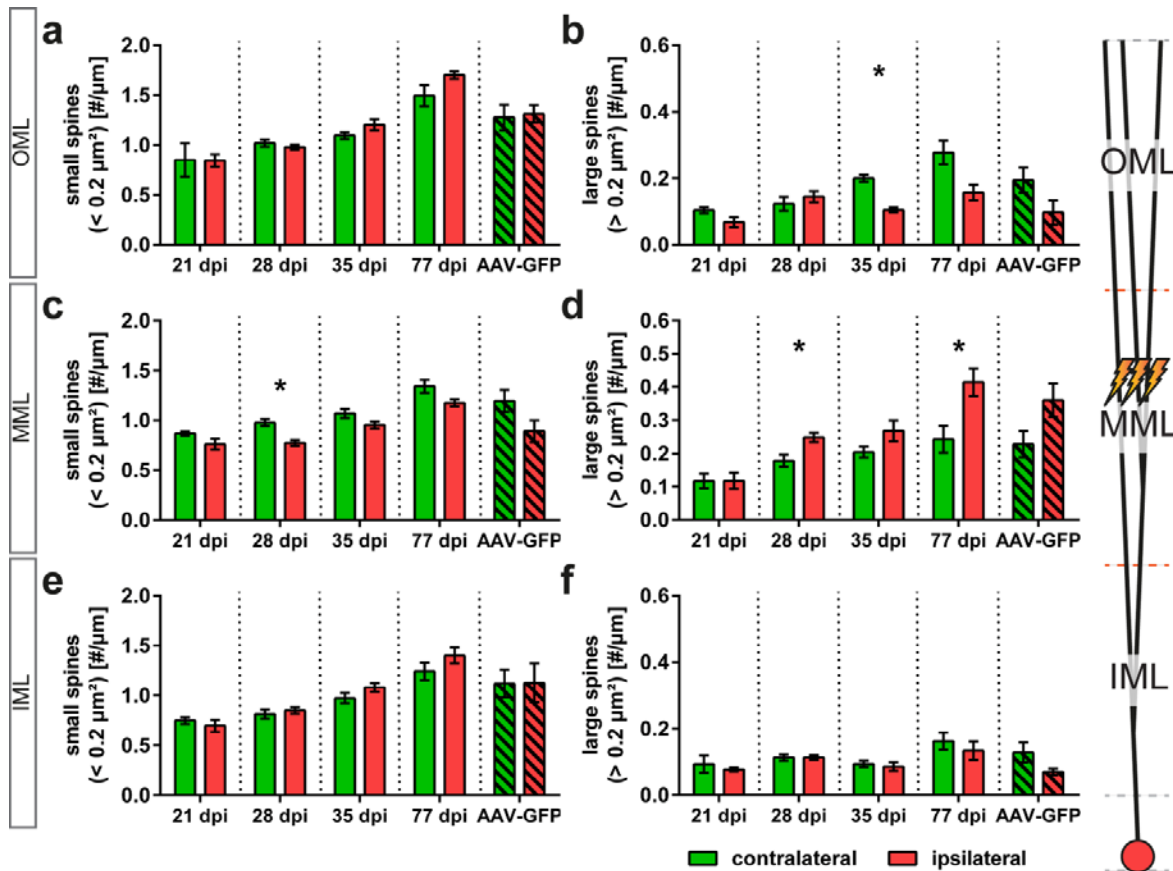 OML
a
small spines
(< 0.2 µm²) [#/µm]
2.0
1.5
1.0
0.5
0.0
21 dpi 28 dpi 35 dpi 77 dpi AAV-GFP
b
large spines
(> 0.2 µm²) [#/µm]
0.6
0.4
0.2
0.0
*
21 dpi 28 dpi 35 dpi 77 dpi AAV-GFP
MML
c
small spines
(< 0.2 µm²) [#/µm]
2.0
1.5
1.0
0.5
0.0
*
21 dpi 28 dpi 35 dpi 77 dpi AAV-GFP
d
large spines
(> 0.2 µm²) [#/µm]
0.6
0.5
0.4
0.3
0.2
0.1
0.0
* *
21 dpi 28 dpi 35 dpi 77 dpi AAV-GFP
IML
e
small spines
(< 0.2 µm²) [#/µm]
2.0
1.5
1.0
0.5
0.0
21 dpi 28 dpi 35 dpi 77 dpi AAV-GFP
f
large spines
(> 0.2 µm²) [#/µm]
0.6
0.4
0.2
0.0
21 dpi 28 dpi 35 dpi 77 dpi AAV-GFP
contralateral ipsilateral
OML
MML
IML